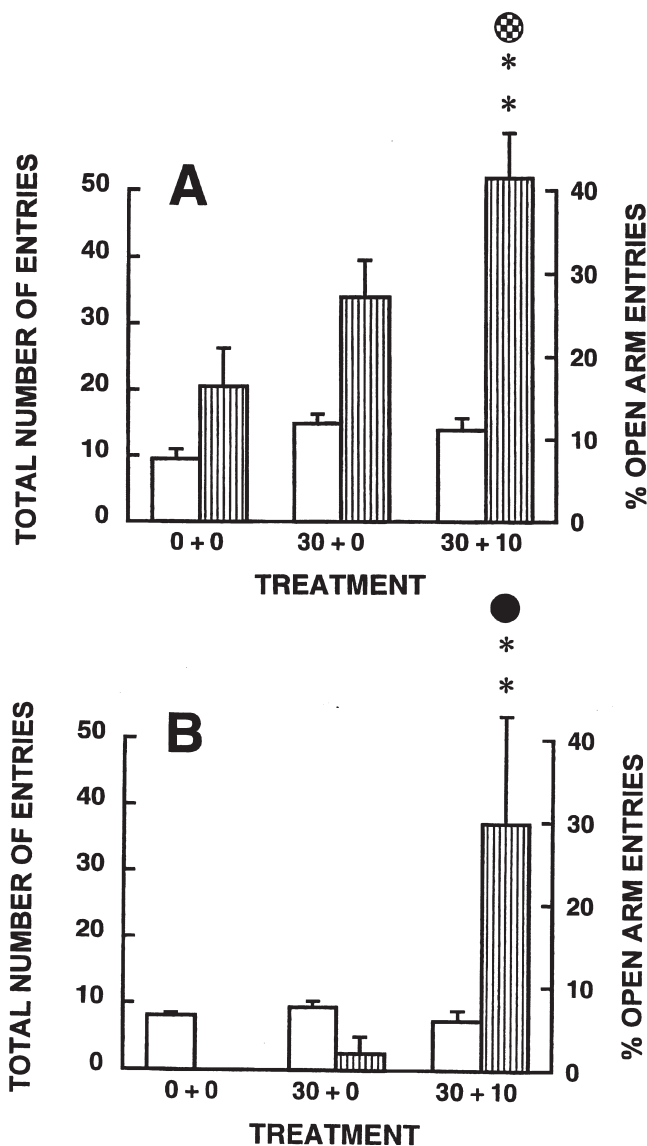 *
*
A
TOTAL NUMBER OF ENTRIES
50
40
30
20
10
0
% OPEN ARM ENTRIES
40
30
20
10
0
0 + 0 30 + 0 30 + 10
TREATMENT
*
*
B
TOTAL NUMBER OF ENTRIES
50
40
30
20
10
0
% OPEN ARM ENTRIES
40
30
20
10
0
0 + 0 30 + 0 30 + 10
TREATMENT